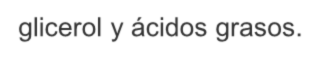 glicerol y ácidos grasos.